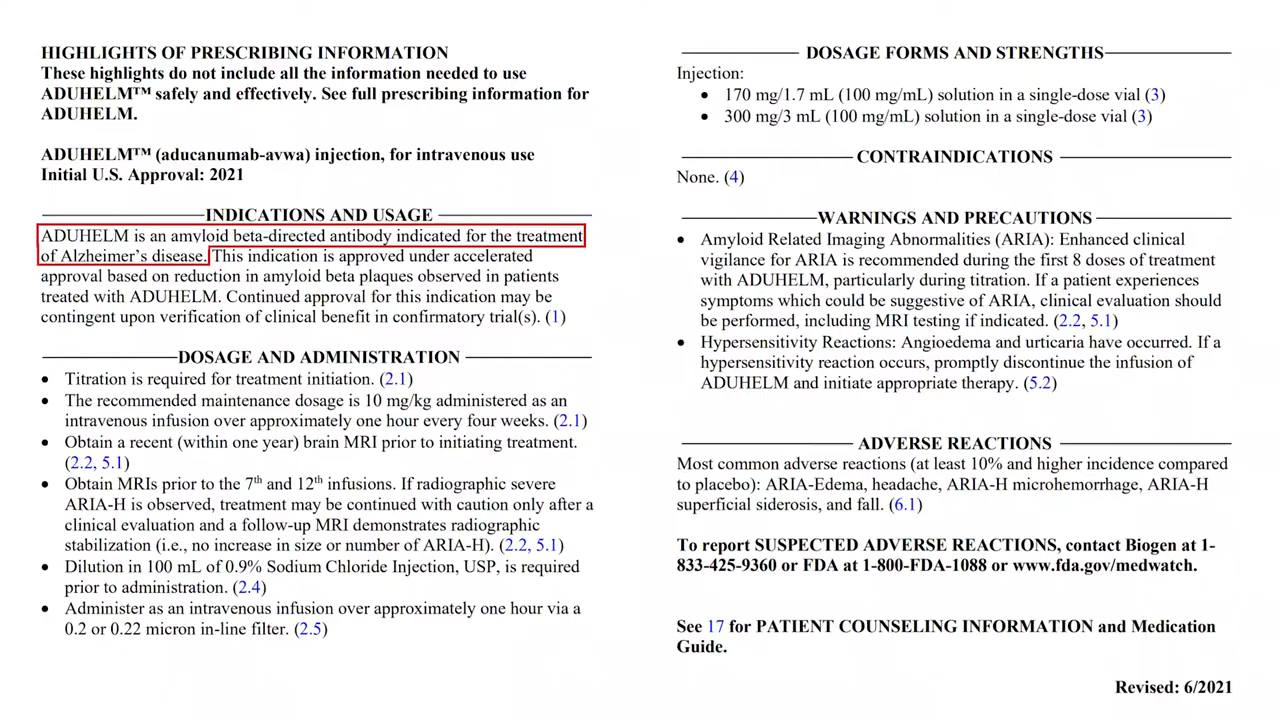 HIGHLIGHTS OF PRESCRIBING INFORMATION
These highlights do not include all the information needed to use
ADUHELM™ safely and effectively. See full prescribing information for
ADUHELM.
ADUHELM™ (aducanumab-avwa) injection, for intravenous use
Initial U.S. Approval: 2021
INDICATIONS AND USAGE
ADUHELM is an amyloid beta-directed antibody indicated for the treatment
of Alzheimer's disease. This indication is approved under accelerated
approval based on reduction in amyloid beta plaques observed in patients
treated with ADUHELM. Continued approval for this indication may be
contingent upon verification of clinical benefit in confirmatory trial(s). (1)
DOSAGE AND ADMINISTRATION
• Titration is required for treatment initiation. (2.1)
• The recommended maintenance dosage is 10 mg/kg administered as an
intravenous infusion over approximately one hour every four weeks. (2.1)
• Obtain a recent (within one year) brain MRI prior to initiating treatment.
(2.2, 5.1)
• Obtain MRIs prior to the 7th and 12th infusions. If radiographic severe
ARIA-H is observed, treatment may be continued with caution only after a
clinical evaluation and a follow-up MRI demonstrates radiographic
stabilization (i.e., no increase in size or number of ARIA-H). (2.2, 5.1)
• Dilution in 100 mL of 0.9% Sodium Chloride Injection, USP, is required
prior to administration. (2.4)
• Administer as an intravenous infusion over approximately one hour via a
0.2 or 0.22 micron in-line filter. (2.5)
DOSAGE FORMS AND STRENGTHS
Injection:
• 170 mg/1.7 mL (100 mg/mL) solution in a single-dose vial (3)
• 300 mg/3 mL (100 mg/mL) solution in a single-dose vial (3)
CONTRAINDICATIONS
None. (4)
WARNINGS AND PRECAUTIONS
• Amyloid Related Imaging Abnormalities (ARIA): Enhanced clinical
vigilance for ARIA is recommended during the first 8 doses of treatment
with ADUHELM, particularly during titration. If a patient experiences
symptoms which could be suggestive of ARIA, clinical evaluation should
be performed, including MRI testing if indicated. (2.2, 5.1)
• Hypersensitivity Reactions: Angioedema and urticaria have occurred. If a
hypersensitivity reaction occurs, promptly discontinue the infusion of
ADUHELM and initiate appropriate therapy. (5.2)
ADVERSE REACTIONS
Most common adverse reactions (at least 10% and higher incidence compared
to placebo): ARIA-Edema, headache, ARIA-H microhemorrhage, ARIA-H
superficial siderosis, and fall. (6.1)
To report SUSPECTED ADVERSE REACTIONS, contact Biogen at 1-
833-425-9360 or FDA at 1-800-FDA-1088 or www.fda.gov/medwatch.
See 17 for PATIENT COUNSELING INFORMATION and Medication
Guide.
Revised: 6/2021